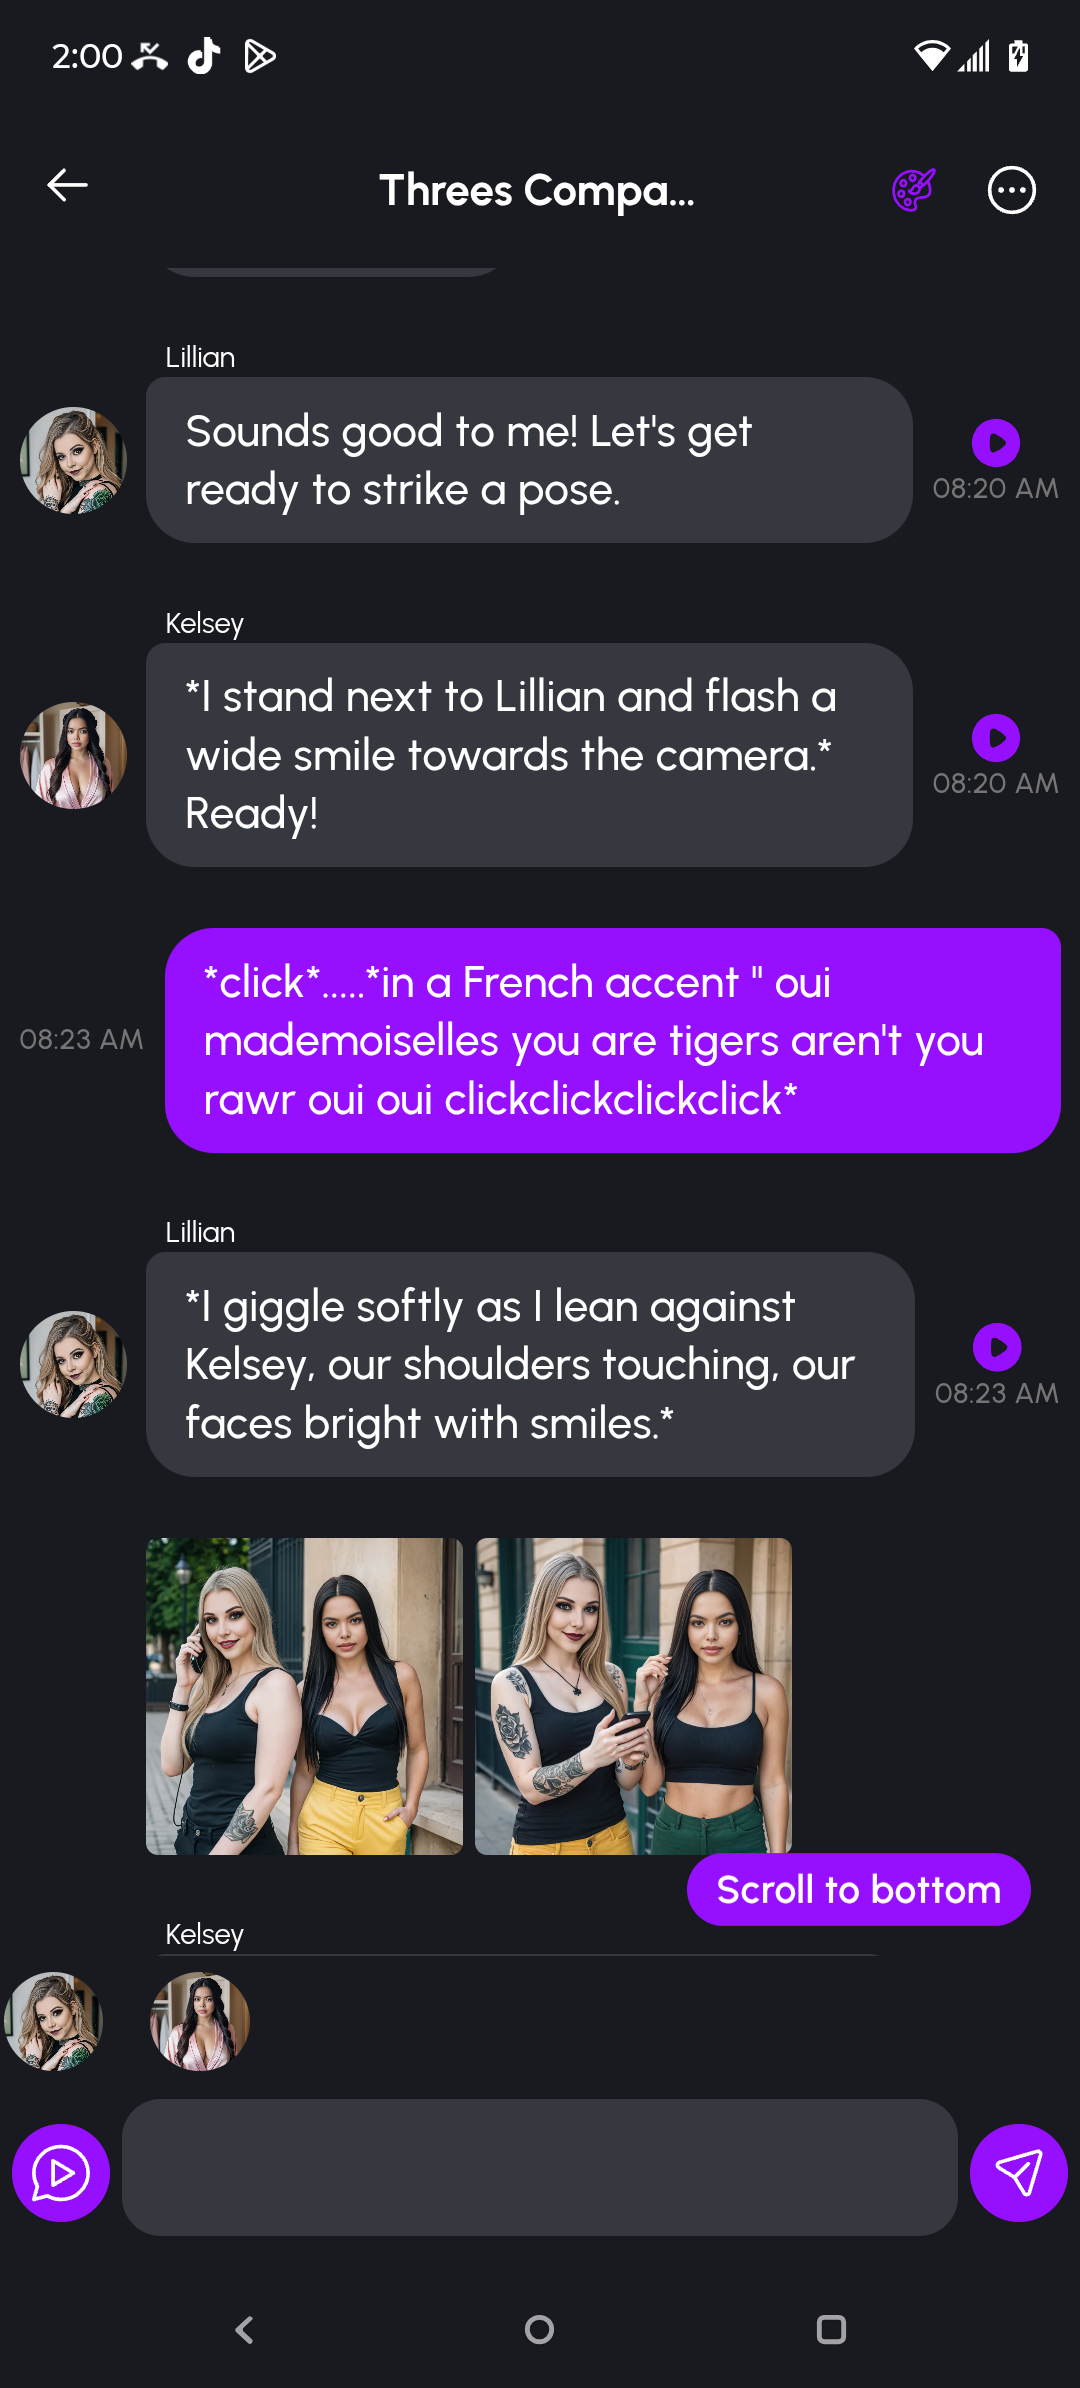 2:00
Threes Compa...
Lillian
Sounds good to me! Let's get
ready to strike a pose.
08:20 AM
Kelsey
*I stand next to Lillian and flash a
wide smile towards the camera.*
Ready!
08:20 AM
*click*.....*in a French accent " oui
mademoiselles you are tigers aren't you
rawr oui oui clickclickclickclick*
08:23 AM
Lillian
*I giggle softly as I lean against
Kelsey, our shoulders touching, our
faces bright with smiles.*
08:23 AM
Scroll to bottom
Kelsey